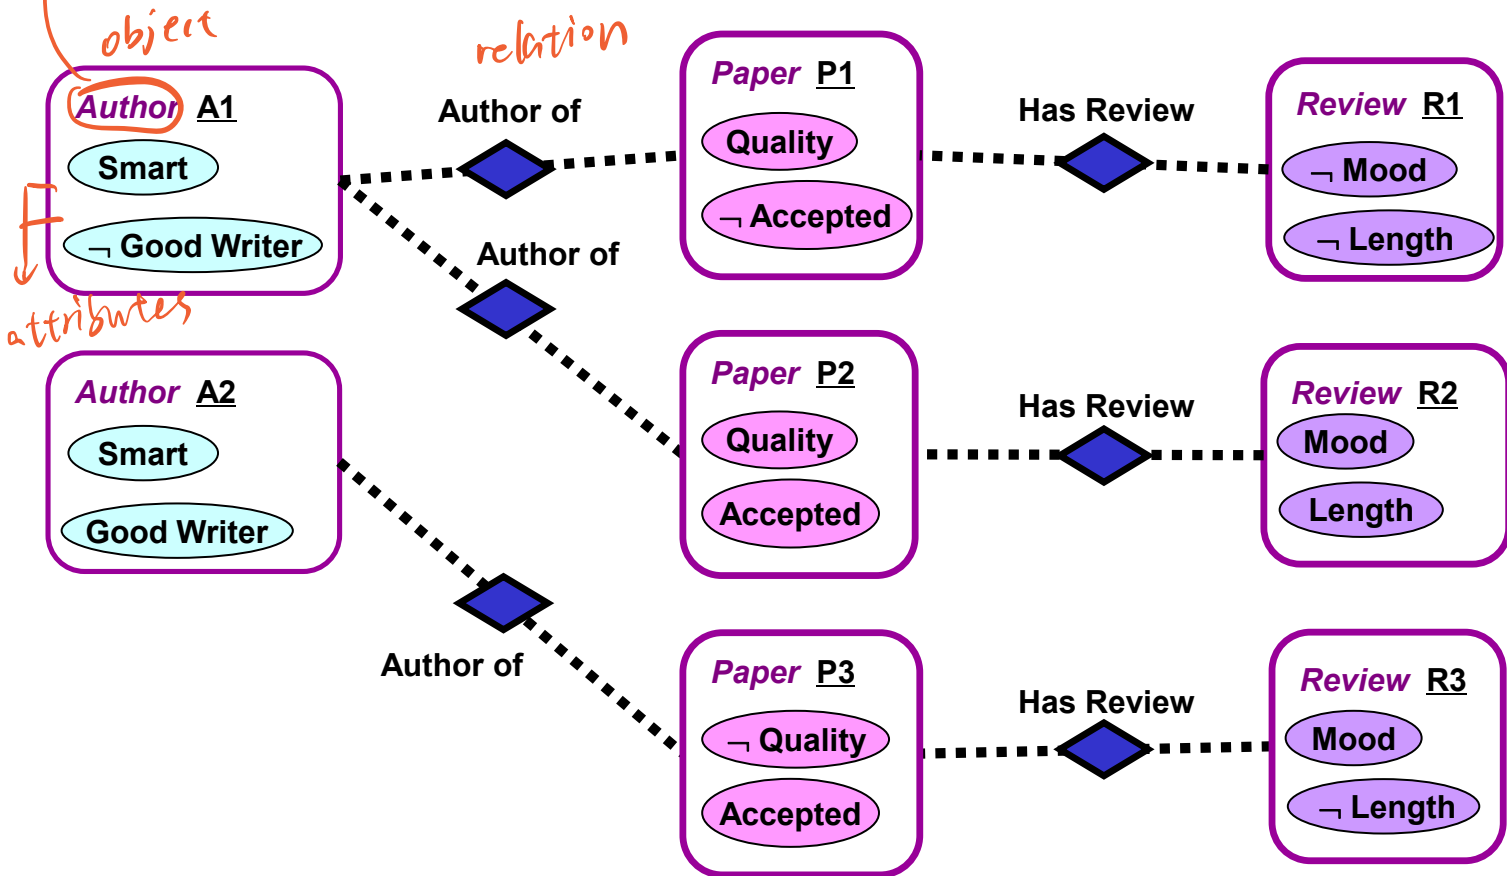 object
relation
Author A1
Smart
¬ Good Writer
attributes
Author of
Author of
Paper P1
Quality
¬ Accepted
Has Review
Review R1
¬ Mood
¬ Length
Author A2
Smart
Good Writer
Paper P2
Quality
Accepted
Has Review
Review R2
Mood
Length
Author of
Paper P3
¬ Quality
Accepted
Has Review
Review R3
Mood
¬ Length